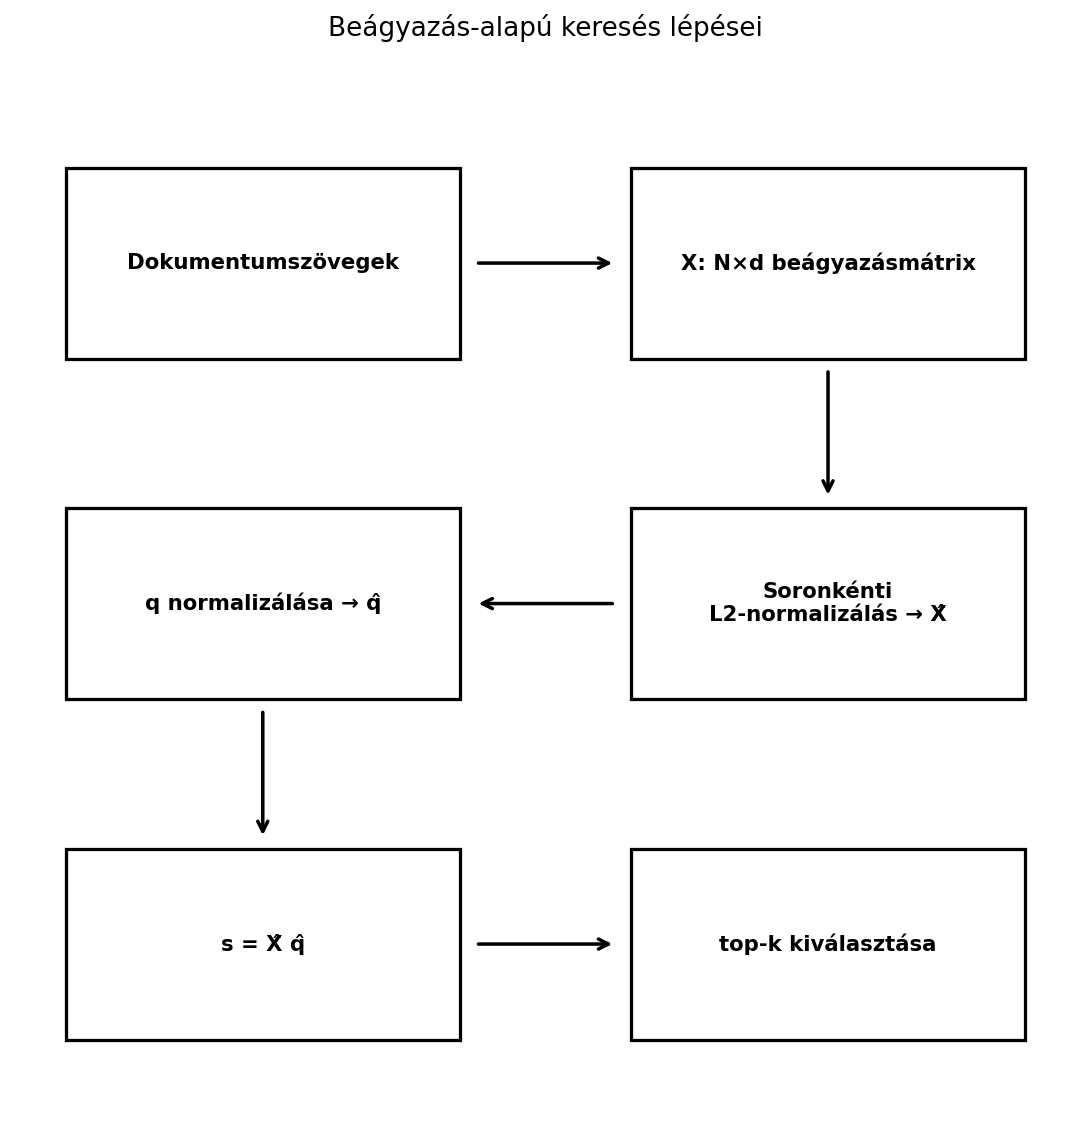 Beágyazás-alapú keresés lépései
Dokumentumszövegek
X: N×d beágyazásmátrix
Soronkénti
L2-normalizálás → X̂
q normalizálása → q̂
s = X̂ q̂
top-k kiválasztása